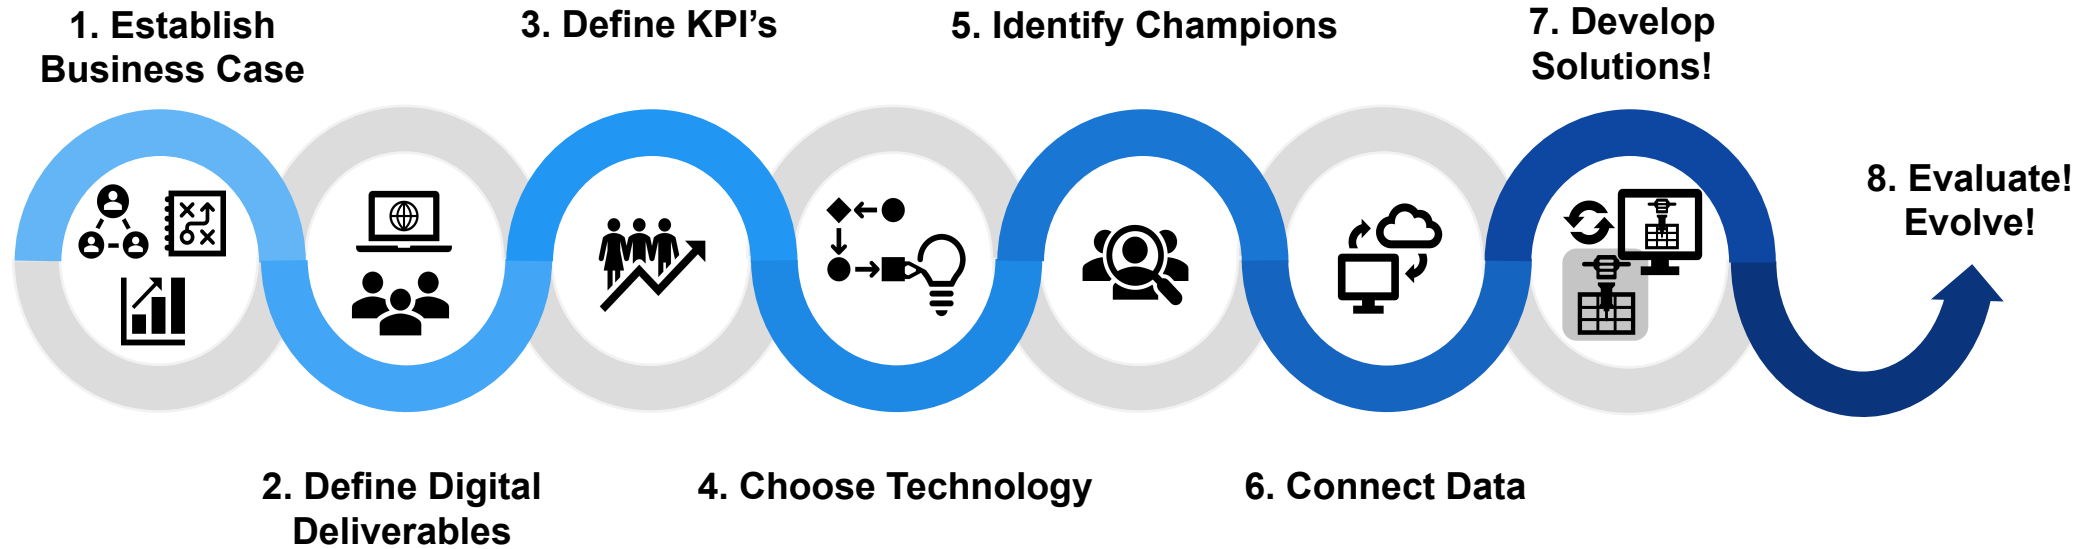 1. Establish
Business Case
2. Define Digital
Deliverables
3. Define KPI’s
4. Choose Technology
5. Identify Champions
6. Connect Data
7. Develop
Solutions!
8. Evaluate!
Evolve!